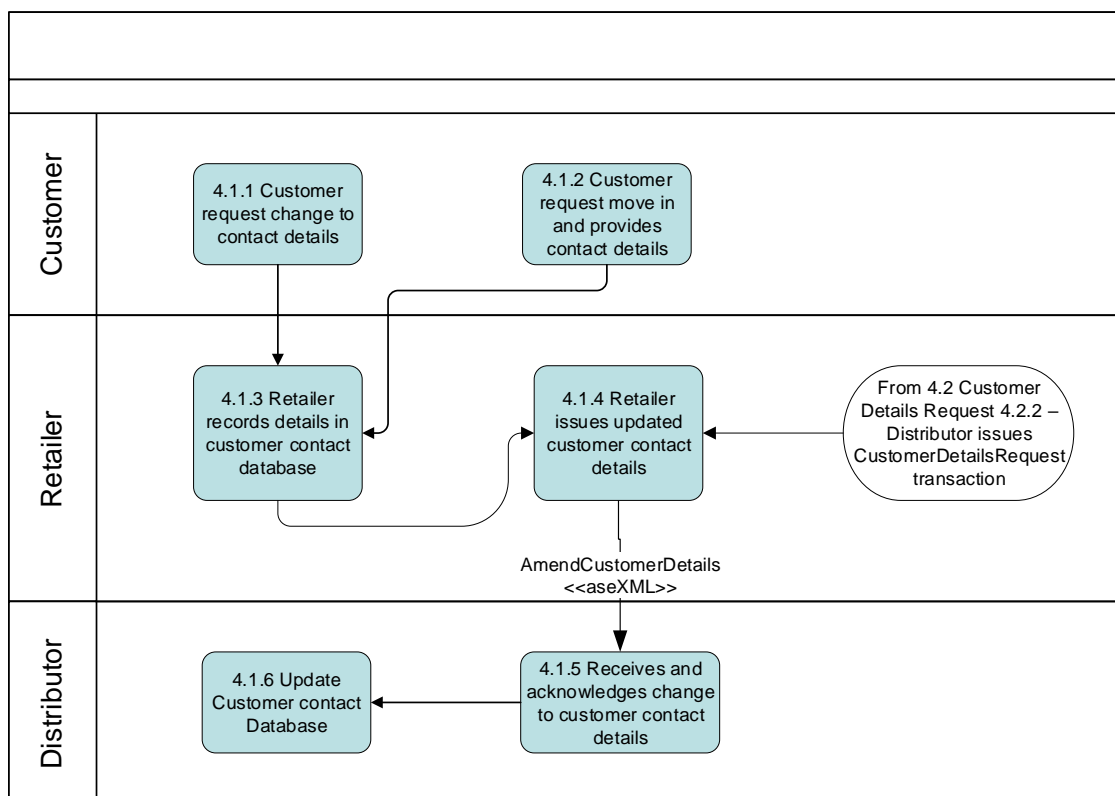 Customer
4.1.1 Customer
request change to
contact details
4.1.2 Customer
request move in
and provides
contact details
Retailer
4.1.3 Retailer
records details in
customer contact
database
4.1.4 Retailer
issues updated
customer contact
details
From 4.2 Customer
Details Request 4.2.2 –
Distributor issues
CustomerDetailsRequest
transaction
AmendCustomerDetails
<<aseXML>>
Distributor
4.1.6 Update
Customer contact
Database
4.1.5 Receives and
acknowledges change
to customer contact
details